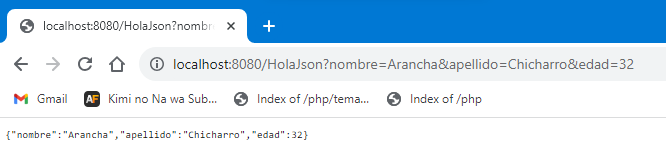 localhost:8080/HolaJson?nombre
localhost:8080/HolaJson?nombre=Arancha&apellido=Chicharro&edad=32
Gmail AF Kimi no Na wa Sub... Index of /php/tema... Index of /php
{"nombre":"Arancha","apellido":"Chicharro","edad":32}